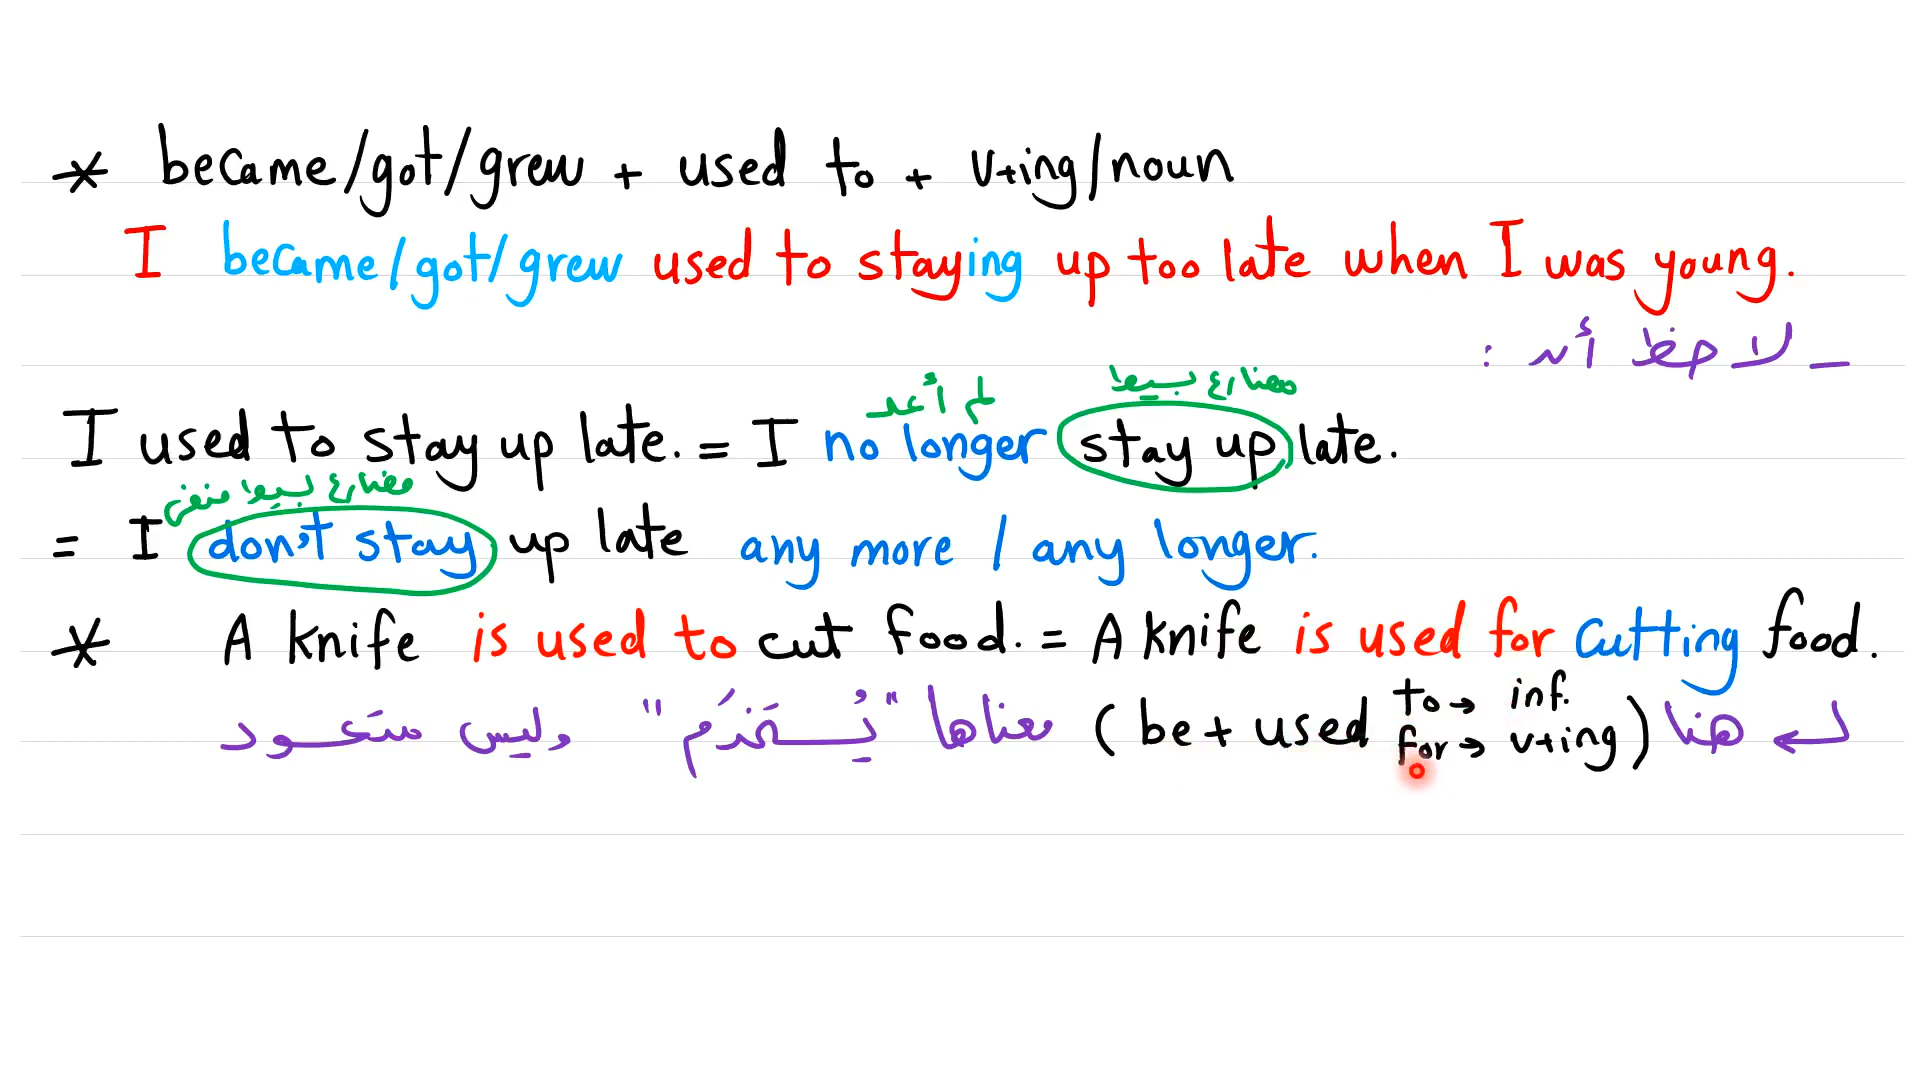 * became/got/grew + used to + v+ing/noun
I became/got/grew used to staying up too late when I was young.
ـ لاحظ أن :
لم أعد مضارع بسيط
I used to stay up late. = I no longer stay up late.
مضارع بسيط منفى
= I don't stay up late any more / any longer.
* A knife is used to cut food. = A knife is used for cutting food.
هنا (be + used to → inf. for → v+ing) معناها "يُستخدَم" وليس متعود